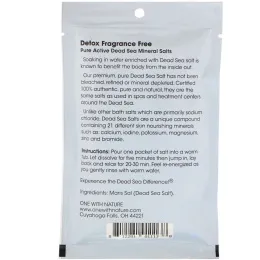 Detox Fragrance Free
Pure Active Dead Sea Mineral Salts
Soaking in water enriched with Dead Sea salt is
known to benefit the body from the inside out.
Our premium, pure Dead Sea Salt has not been
bleached, refined or mineral depleted. Certified
100% authentic, pure and natural, they are the
same salts as used in spas and treatment centers
around the Dead Sea.
Unlike other bath salts which are primarily sodium
chloride, Dead Sea Salts are a unique compound
containing 21 different skin nourishing minerals
such as, calcium, iodine, potassium, magnesium,
zinc and bromide.
Instructions: Pour one packet of salt into a warm
tub. Let dissolve for five minutes then jump in, lay
back and relax for 20-30 min. Feel re-energized as
you gently rinse with warm water.
Experience the Dead Sea Difference!®
Ingredients: Maris Sal (Dead Sea Salt).
ONE WITH NATURE
www.onewithnature.com
Cuyahoga Falls, OH 44221